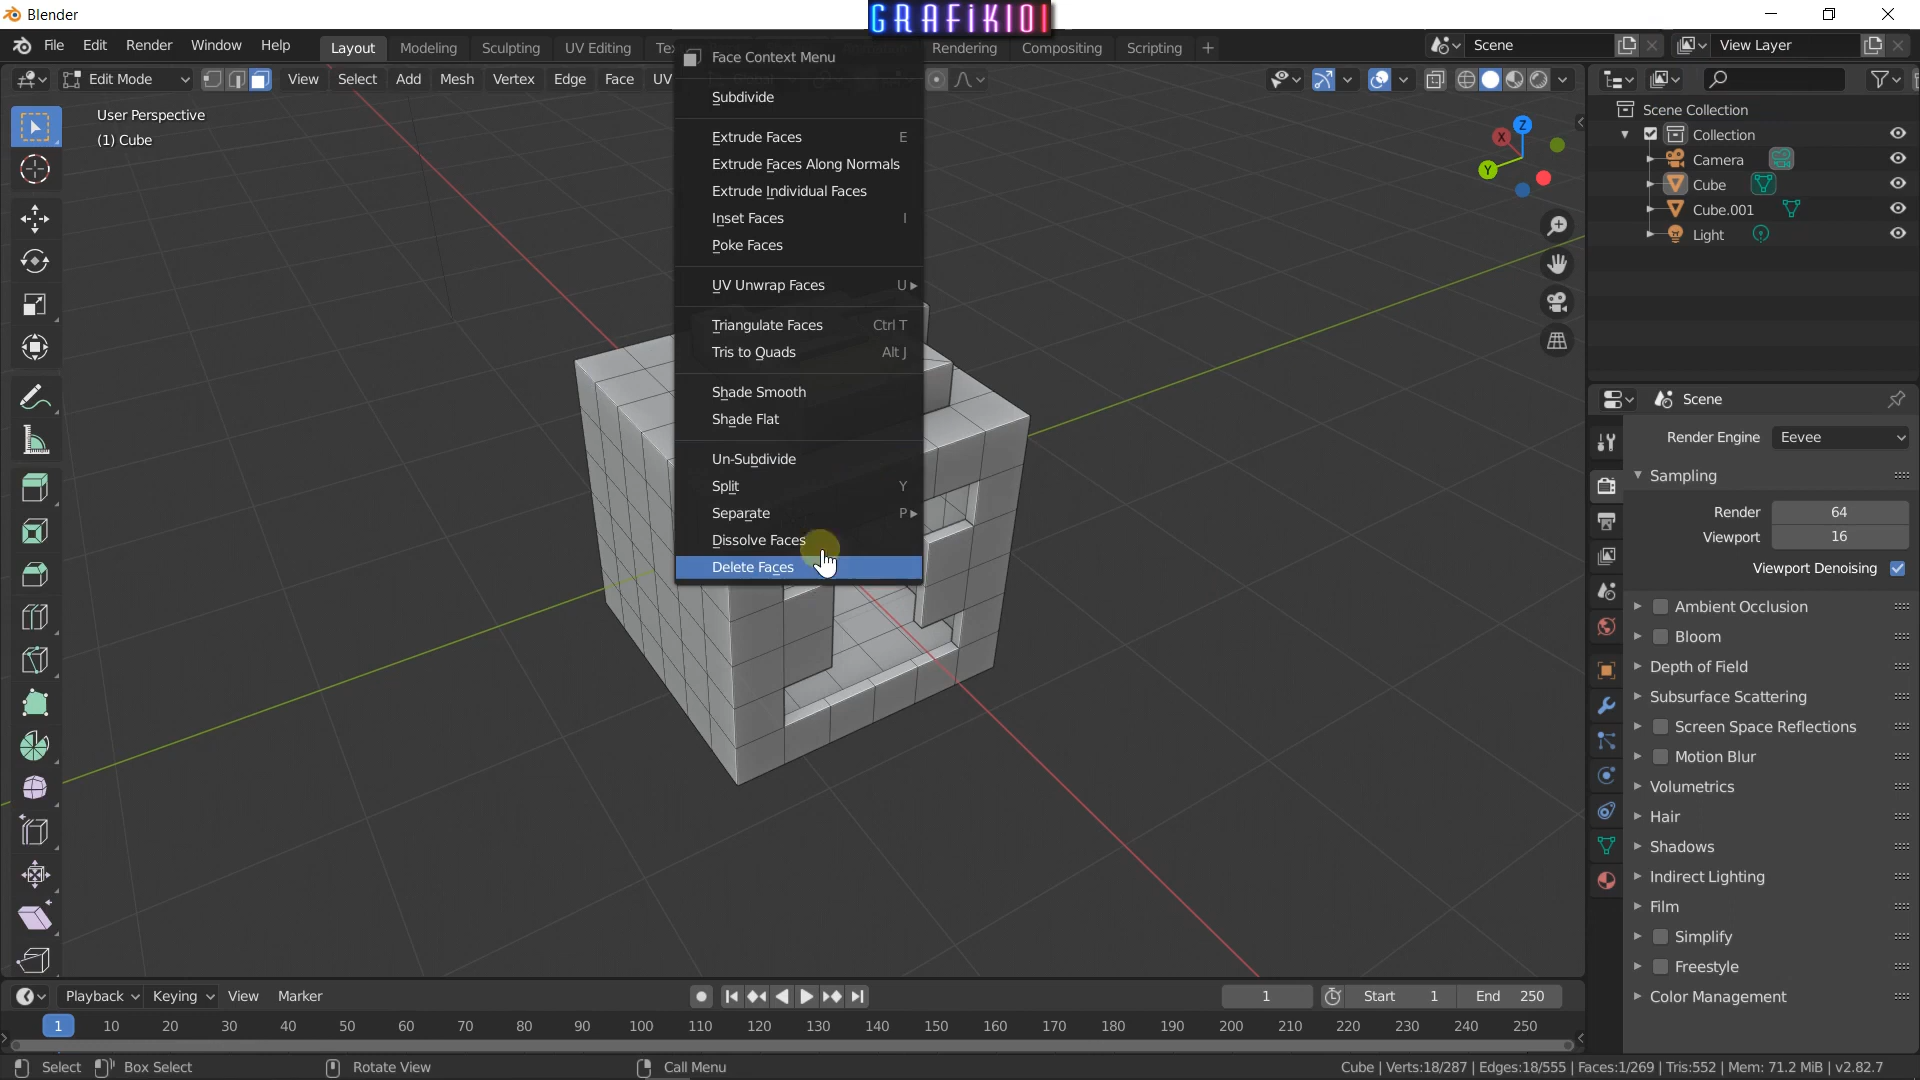 Blender
GRAFIK101
File Edit Render Window Help Layout Modeling Sculpting UV Editing Rendering Compositing Scripting Scene View Layer
Edit Mode View Select Add Mesh Vertex Edge Face UV
User Perspective
(1) Cube
Face Context Menu
Subdivide
Extrude Faces E
Extrude Faces Along Normals
Extrude Individual Faces
Inset Faces I
Poke Faces
UV Unwrap Faces U
Triangulate Faces Ctrl T
Tris to Quads Alt J
Shade Smooth
Shade Flat
Un-Subdivide
Split Y
Separate P
Dissolve Faces
Delete Faces
X
Y
Z
Scene Collection
Collection
Camera
Cube
Cube.001
Light
Scene
Render Engine Eevee
Sampling
Render 64
Viewport 16
Viewport Denoising
Ambient Occlusion
Bloom
Depth of Field
Subsurface Scattering
Screen Space Reflections
Motion Blur
Volumetrics
Hair
Shadows
Indirect Lighting
Film
Simplify
Freestyle
Color Management
Playback Keying View Marker 1 Start 1 End 250
1 10 20 30 40 50 60 70 80 90 100 110 120 130 140 150 160 170 180 190 200 210 220 230 240 250
Select Box Select Rotate View Call Menu Cube | Verts:18/287 | Edges:18/555 | Faces:1/269 | Tris:552 | Mem: 71.2 MiB | v2.82.7